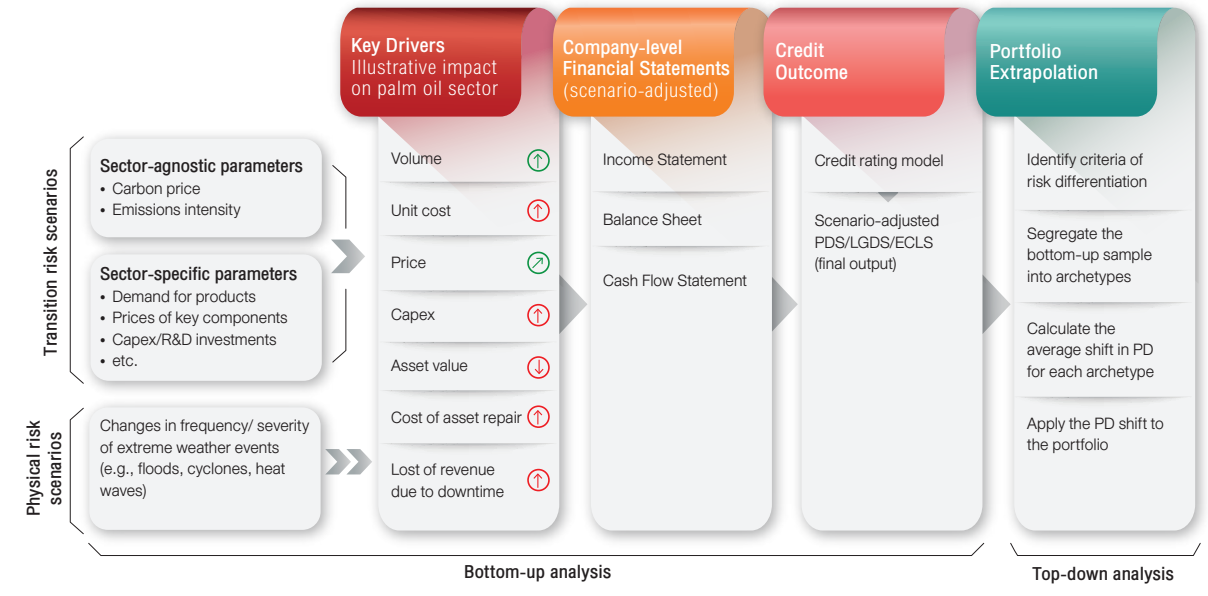 Key Drivers
Illustrative impact
on palm oil sector
Company-level
Financial Statements
(scenario-adjusted)
Credit
Outcome
Portfolio
Extrapolation
Transition risk scenarios
Sector-agnostic parameters
• Carbon price
• Emissions intensity
Sector-specific parameters
• Demand for products
• Prices of key components
• Capex/R&D investments
• etc.
Physical risk
scenarios
Changes in frequency/ severity
of extreme weather events
(e.g., floods, cyclones, heat
waves)
Volume
Unit cost
Price
Capex
Asset value
Cost of asset repair
Lost of revenue
due to downtime
Income Statement
Balance Sheet
Cash Flow Statement
Credit rating model
Scenario-adjusted
PDS/LGDS/ECLS
(final output)
Identify criteria of
risk differentiation
Segregate the
bottom-up sample
into archetypes
Calculate the
average shift in PD
for each archetype
Apply the PD shift to
the portfolio
Bottom-up analysis
Top-down analysis